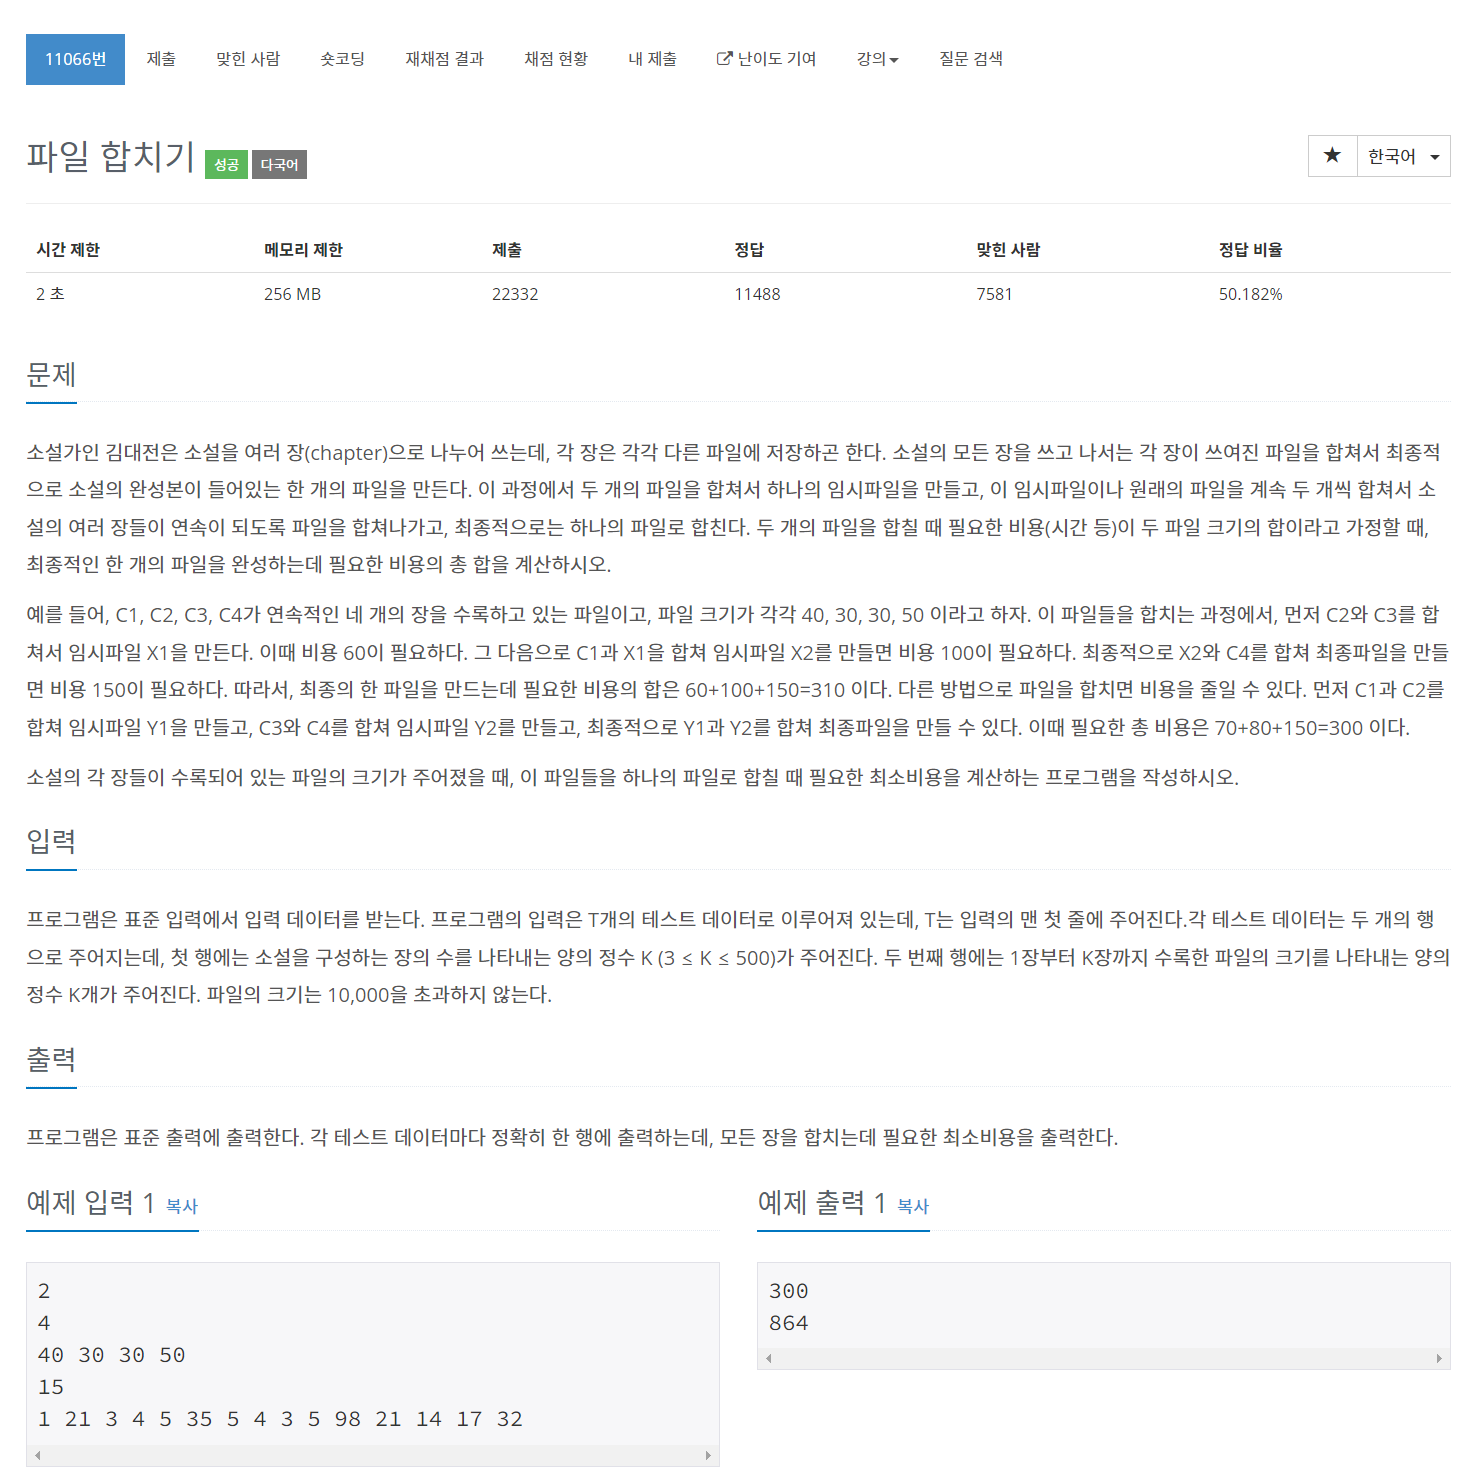 11066번 제출 맞힌 사람 숏코딩 재채점 결과 채점 현황 내 제출 난이도 기여 강의 질문 검색
파일 합치기 성공 다국어
★ 한국어
시간 제한 메모리 제한 제출 정답 맞힌 사람 정답 비율
2 초 256 MB 22332 11488 7581 50.182%
문제
소설가인 김대전은 소설을 여러 장(chapter)으로 나누어 쓰는데, 각 장은 각각 다른 파일에 저장하곤 한다. 소설의 모든 장을 쓰고 나서는 각 장이 쓰여진 파일을 합쳐서 최종적
으로 소설의 완성본이 들어있는 한 개의 파일을 만든다. 이 과정에서 두 개의 파일을 합쳐서 하나의 임시파일을 만들고, 이 임시파일이나 원래의 파일을 계속 두 개씩 합쳐서 소
설의 여러 장들이 연속이 되도록 파일을 합쳐나가고, 최종적으로는 하나의 파일로 합친다. 두 개의 파일을 합칠 때 필요한 비용(시간 등)이 두 파일 크기의 합이라고 가정할 때,
최종적인 한 개의 파일을 완성하는데 필요한 비용의 총 합을 계산하시오.
예를 들어, C1, C2, C3, C4가 연속적인 네 개의 장을 수록하고 있는 파일이고, 파일 크기가 각각 40, 30, 30, 50 이라고 하자. 이 파일들을 합치는 과정에서, 먼저 C2와 C3를 합
쳐서 임시파일 X1을 만든다. 이때 비용 60이 필요하다. 그 다음으로 C1과 X1을 합쳐 임시파일 X2를 만들면 비용 100이 필요하다. 최종적으로 X2와 C4를 합쳐 최종파일을 만들
면 비용 150이 필요하다. 따라서, 최종의 한 파일을 만드는데 필요한 비용의 합은 60+100+150=310 이다. 다른 방법으로 파일을 합치면 비용을 줄일 수 있다. 먼저 C1과 C2를
합쳐 임시파일 Y1을 만들고, C3와 C4를 합쳐 임시파일 Y2를 만들고, 최종적으로 Y1과 Y2를 합쳐 최종파일을 만들 수 있다. 이때 필요한 총 비용은 70+80+150=300 이다.
소설의 각 장들이 수록되어 있는 파일의 크기가 주어졌을 때, 이 파일들을 하나의 파일로 합칠 때 필요한 최소비용을 계산하는 프로그램을 작성하시오.
입력
프로그램은 표준 입력에서 입력 데이터를 받는다. 프로그램의 입력은 T개의 테스트 데이터로 이루어져 있는데, T는 입력의 맨 첫 줄에 주어진다.각 테스트 데이터는 두 개의 행
으로 주어지는데, 첫 행에는 소설을 구성하는 장의 수를 나타내는 양의 정수 K (3 ≤ K ≤ 500)가 주어진다. 두 번째 행에는 1장부터 K장까지 수록한 파일의 크기를 나타내는 양의
정수 K개가 주어진다. 파일의 크기는 10,000을 초과하지 않는다.
출력
프로그램은 표준 출력에 출력한다. 각 테스트 데이터마다 정확히 한 행에 출력하는데, 모든 장을 합치는데 필요한 최소비용을 출력한다.
예제 입력 1 복사
2
4
40 30 30 50
15
1 21 3 4 5 35 5 4 3 5 98 21 14 17 32
예제 출력 1 복사
300
864